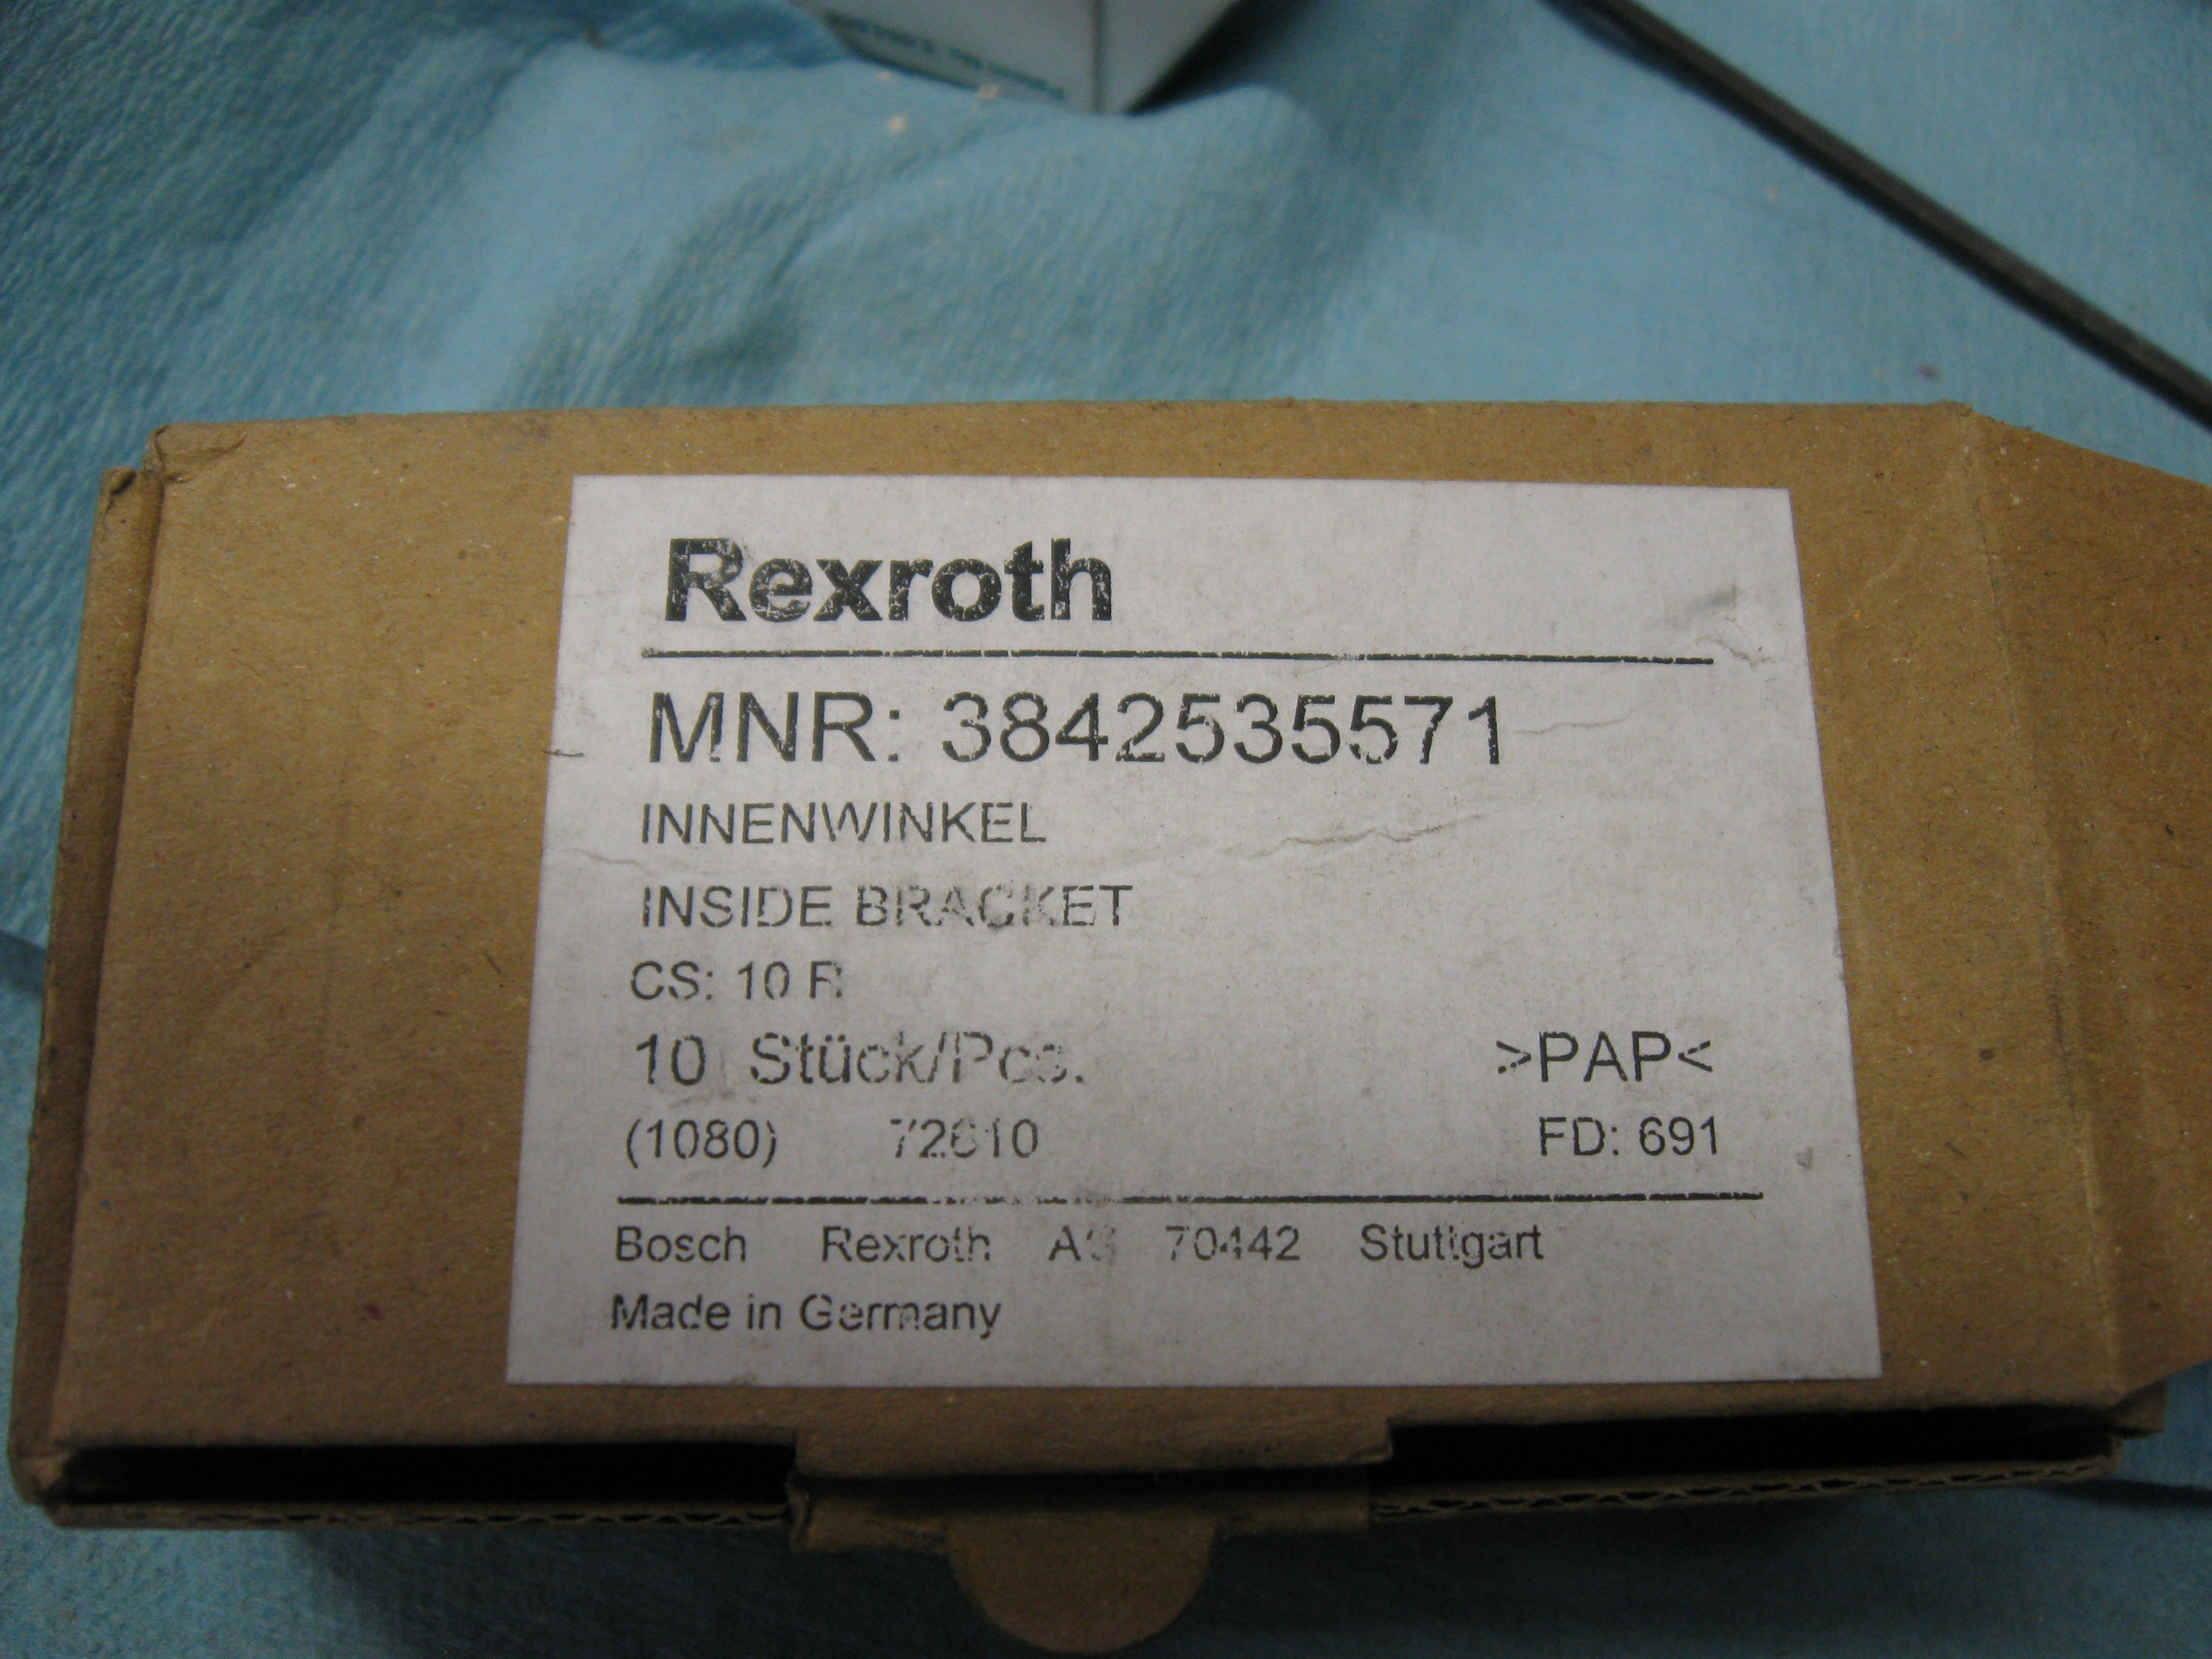 Rexroth
MNR: 3842535571
INNENWINKEL
INSIDE BRACKET
CS: 10 R
10 Stück/Pcs. >PAP<
(1080) 72610 FD: 691
Bosch Rexroth AG 70442 Stuttgart
Made in Germany